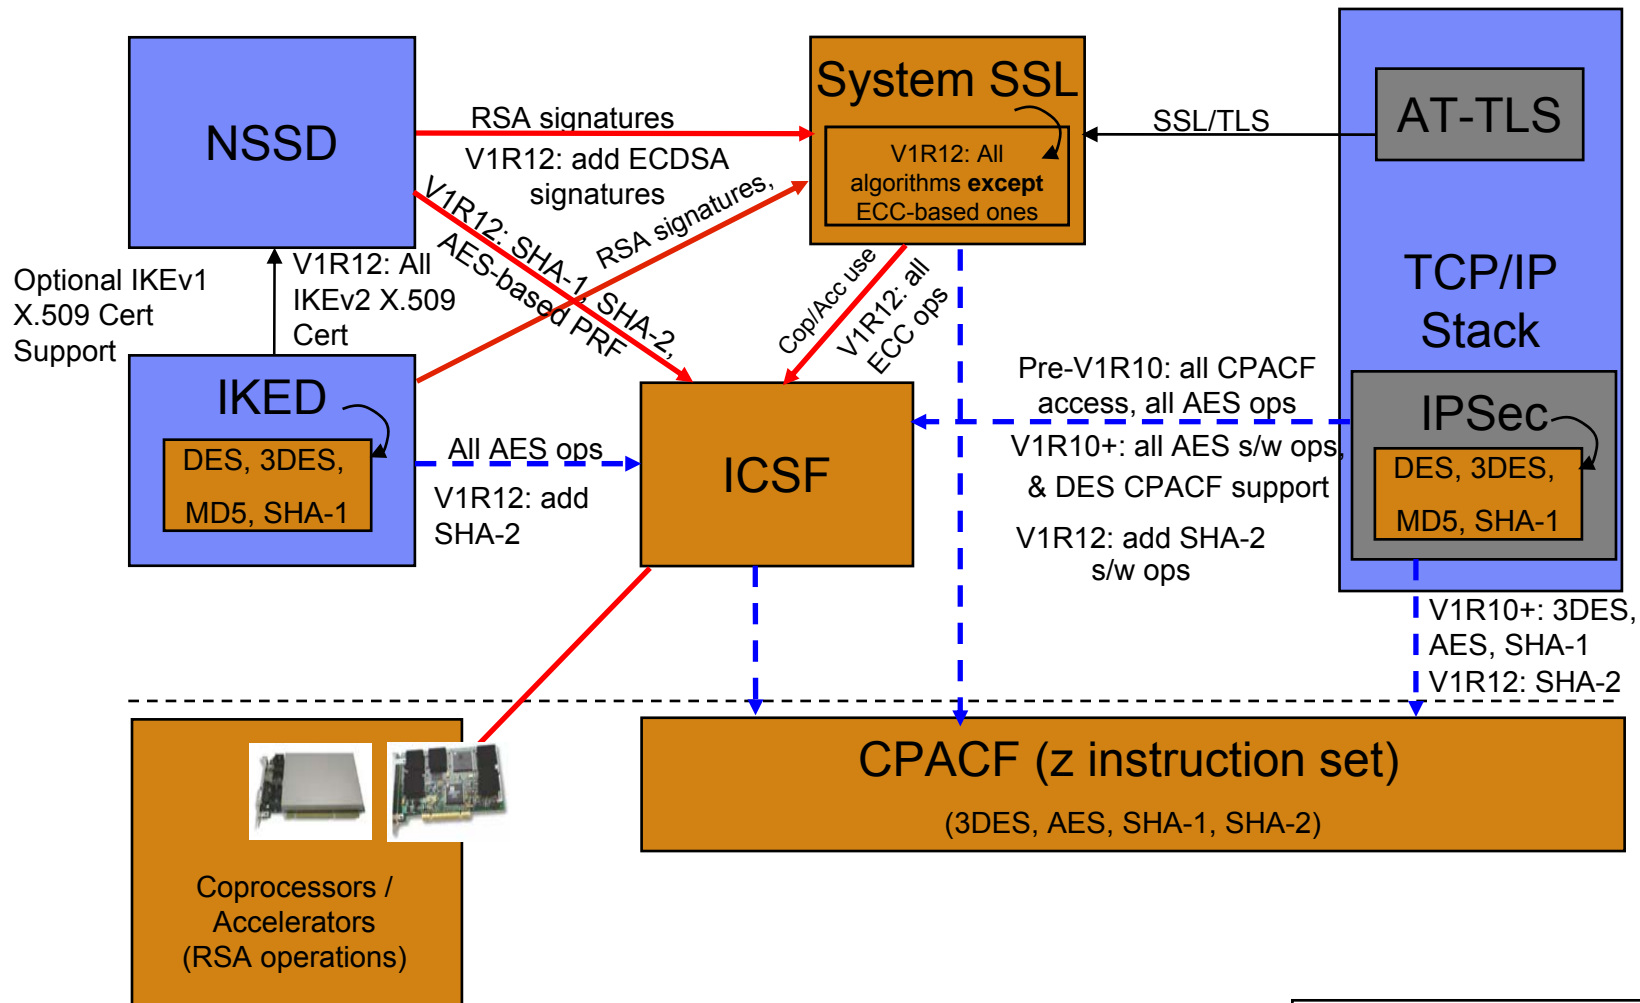 NSSD
RSA signatures
V1R12: add ECDSA
signatures
System SSL
V1R12: All
algorithms except
ECC-based ones
SSL/TLS
AT-TLS
TCP/IP
Stack
V1R12: SHA-1, SHA-2,
AES-based PRF
RSA signatures,
Optional IKEv1
X.509 Cert
Support
V1R12: All
IKEv2 X.509
Cert
Cop/Acc use
V1R12: all
ECC ops
IKED
DES, 3DES,
MD5, SHA-1
All AES ops
V1R12: add
SHA-2
ICSF
Pre-V1R10: all CPACF
access, all AES ops
V1R10+: all AES s/w ops,
& DES CPACF support
V1R12: add SHA-2
s/w ops
IPSec
DES, 3DES,
MD5, SHA-1
V1R10+: 3DES,
AES, SHA-1
V1R12: SHA-2
CPACF (z instruction set)
(3DES, AES, SHA-1, SHA-2)
Coprocessors /
Accelerators
(RSA operations)